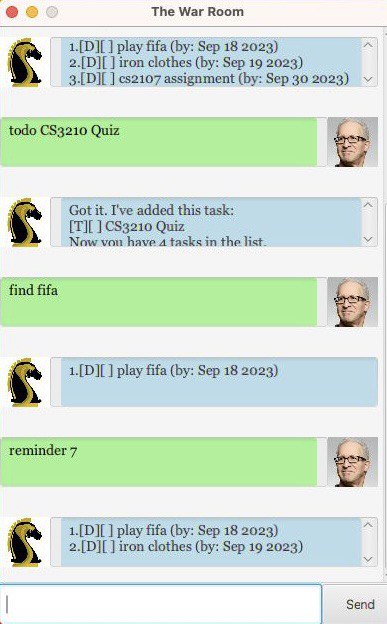 The War Room
1.[D][ ] play fifa (by: Sep 18 2023)
2.[D][ ] iron clothes (by: Sep 19 2023)
3.[D][ ] cs2107 assignment (by: Sep 30 2023)
todo CS3210 Quiz
Got it. I've added this task:
[T][ ] CS3210 Quiz
Now you have 4 tasks in the list.
find fifa
1.[D][ ] play fifa (by: Sep 18 2023)
reminder 7
1.[D][ ] play fifa (by: Sep 18 2023)
2.[D][ ] iron clothes (by: Sep 19 2023)
Send